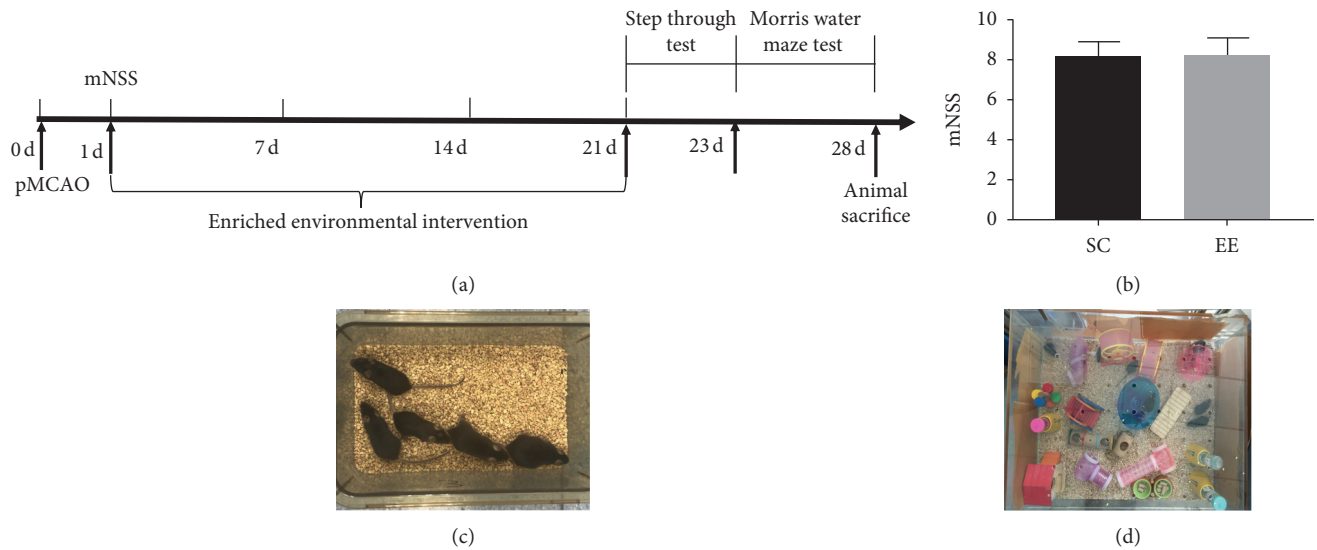 Step through
test
Morris water
maze test
mNSS
0 d
1 d
7 d
14 d
21 d
23 d
28 d
pMCAO
Enriched environmental intervention
Animal
sacrifice
(a)
10
8
6
4
2
0
mNSS
SC
EE
(b)
(c)
(d)